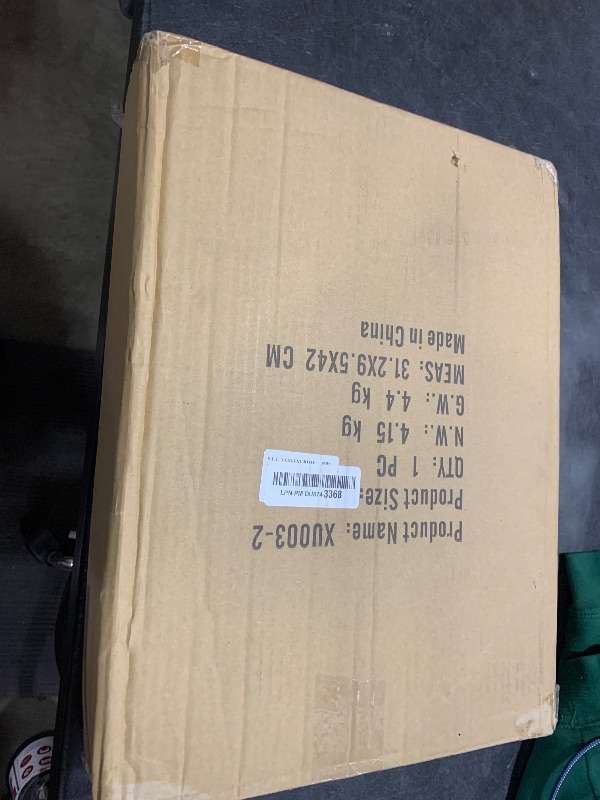 Product Name: XU003-2
Product Size:
QTY: 1 PC
N.W.: 4.15 kg
G.W.: 4.4 kg
MEAS: 31.2X9.5X42 CM
Made in China
3368